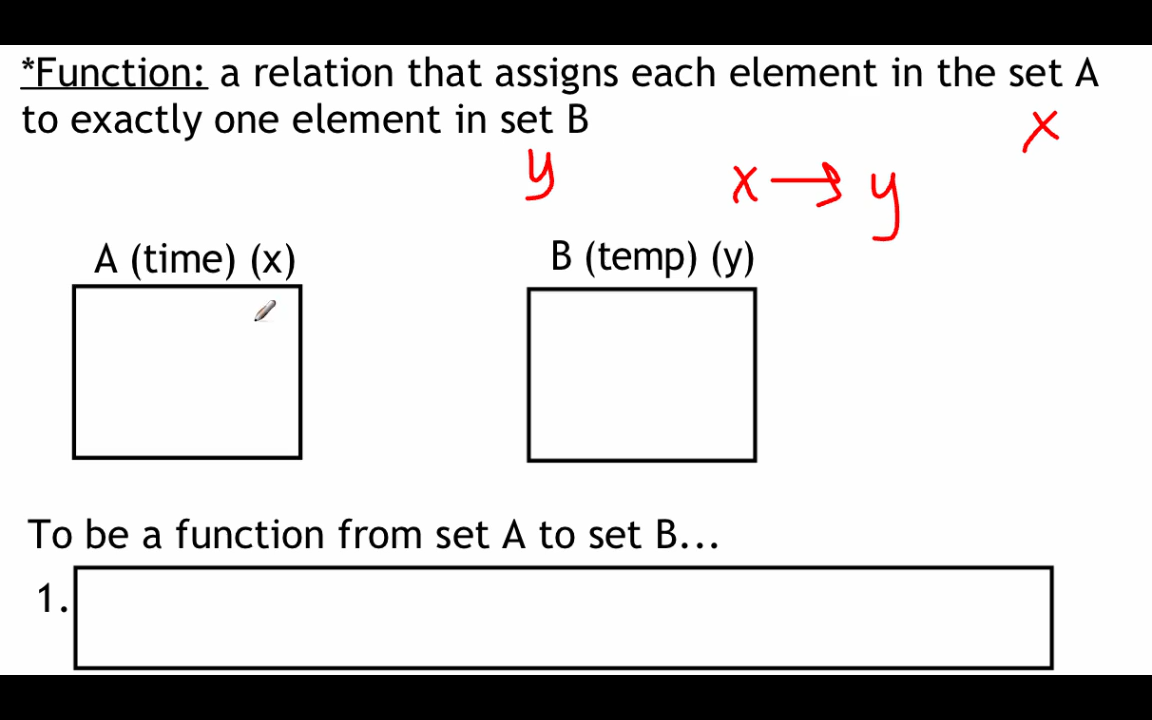 *Function: a relation that assigns each element in the set A
to exactly one element in set B
x
y
x → y
A (time) (x)
B (temp) (y)
To be a function from set A to set B...
1.